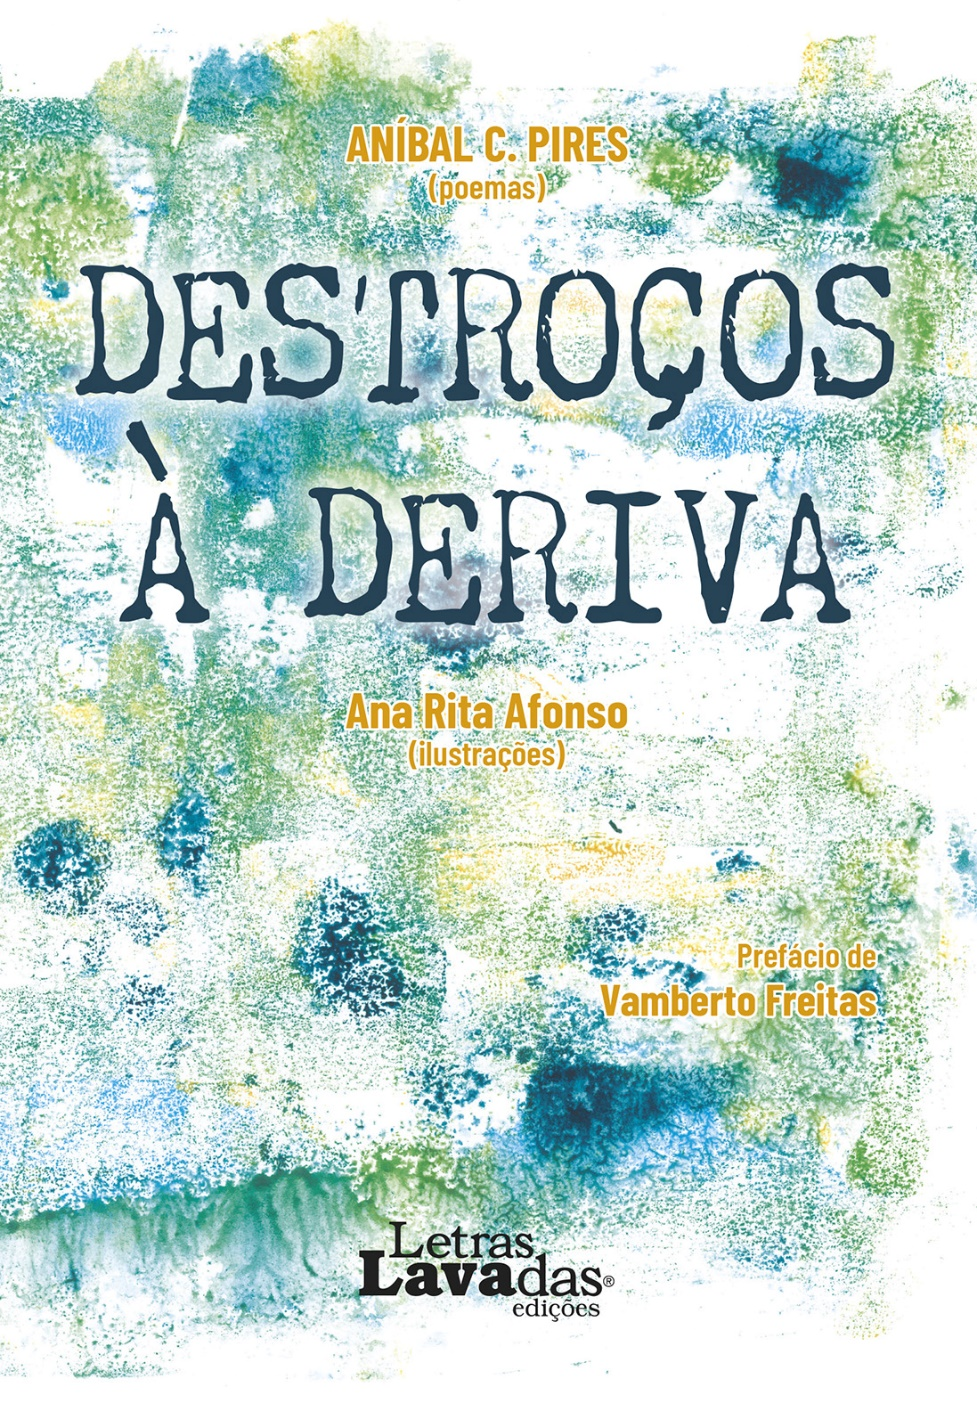 ANÍBAL C. PIRES
(poemas)
DESTROÇOS
À DERIVA
Ana Rita Afonso
(ilustrações)
Prefácio de
Vamberto Freitas
Letras
Lavadas®
edições